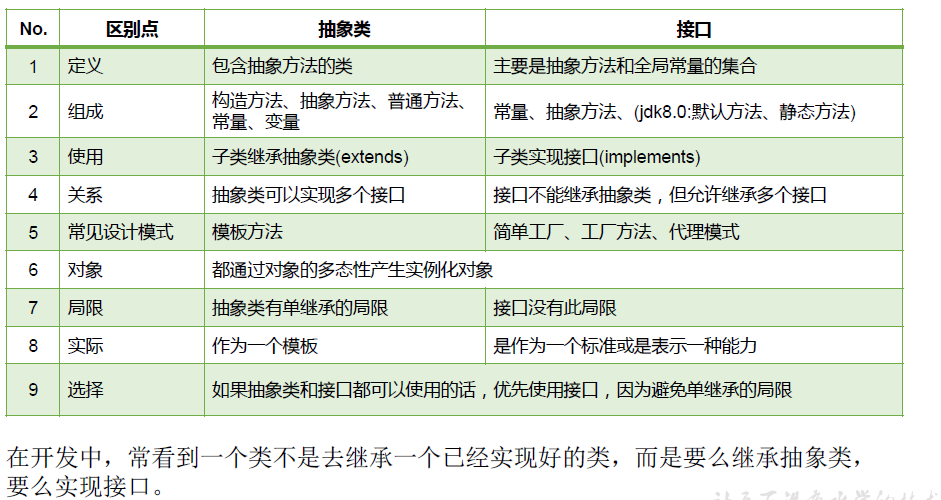 No. 区别点 抽象类 接口
1 定义 包含抽象方法的类 主要是抽象方法和全局常量的集合
2 组成 构造方法、抽象方法、普通方法、
常量、变量 常量、抽象方法、(jdk8.0:默认方法、静态方法)
3 使用 子类继承抽象类(extends) 子类实现接口(implements)
4 关系 抽象类可以实现多个接口 接口不能继承抽象类，但允许继承多个接口
5 常见设计模式 模板方法 简单工厂、工厂方法、代理模式
6 对象 都通过对象的多态性产生实例化对象
7 局限 抽象类有单继承的局限 接口没有此局限
8 实际 作为一个模板 是作为一个标准或是表示一种能力
9 选择 如果抽象类和接口都可以使用的话，优先使用接口，因为避免单继承的局限
在开发中，常看到一个类不是去继承一个已经实现好的类，而是要么继承抽象类，
要么实现接口。